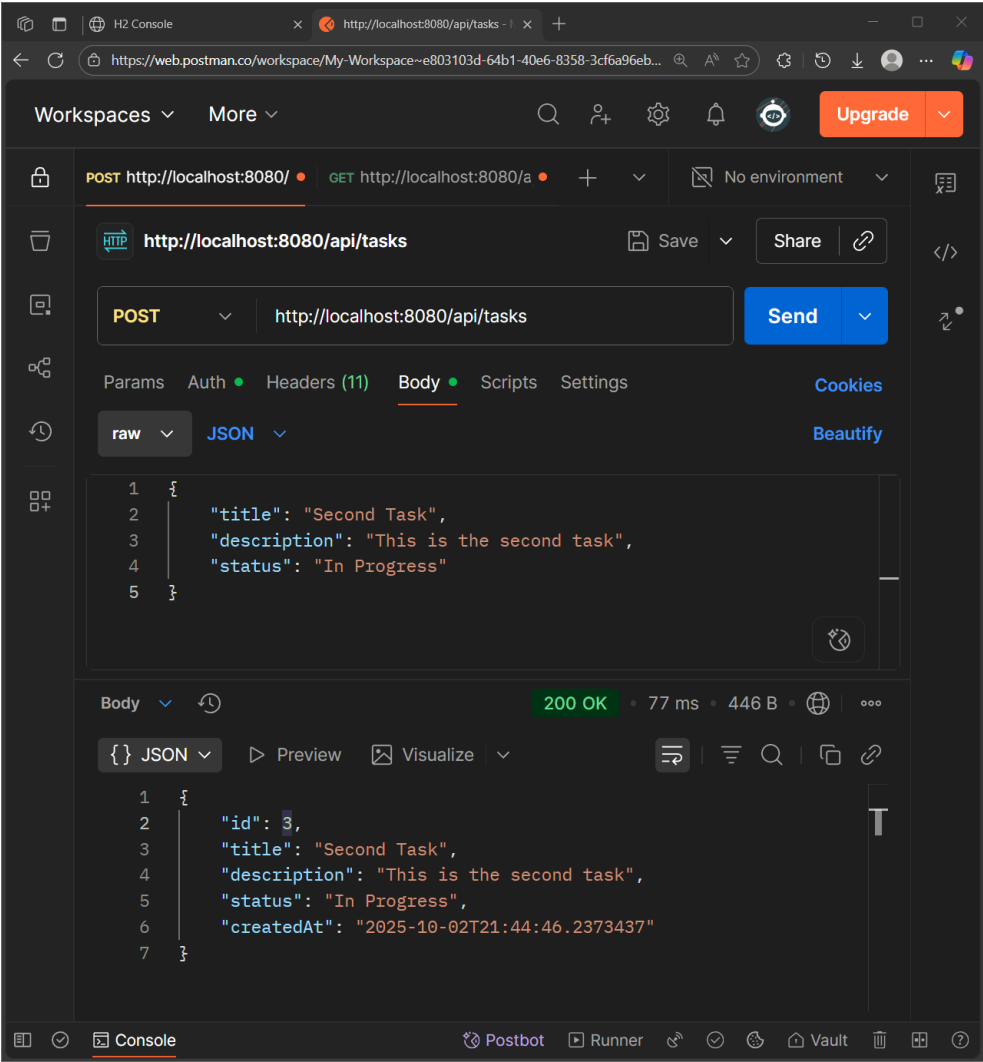 H2 Console
http://localhost:8080/api/tasks - M
https://web.postman.co/workspace/My-Workspace~e803103d-64b1-40e6-8358-3cf6a96eb...
Workspaces More Upgrade
POST http://localhost:8080/ GET http://localhost:8080/a No environment
HTTP http://localhost:8080/api/tasks Save Share
POST http://localhost:8080/api/tasks Send
Params Auth Headers (11) Body Scripts Settings Cookies
raw JSON Beautify
1 {
2 "title": "Second Task",
3 "description": "This is the second task",
4 "status": "In Progress"
5 }
Body 200 OK • 77 ms • 446 B •
{} JSON Preview Visualize
1 {
2 "id": 3,
3 "title": "Second Task",
4 "description": "This is the second task",
5 "status": "In Progress",
6 "createdAt": "2025-10-02T21:44:46.2373437"
7 }
Console Postbot Runner Vault